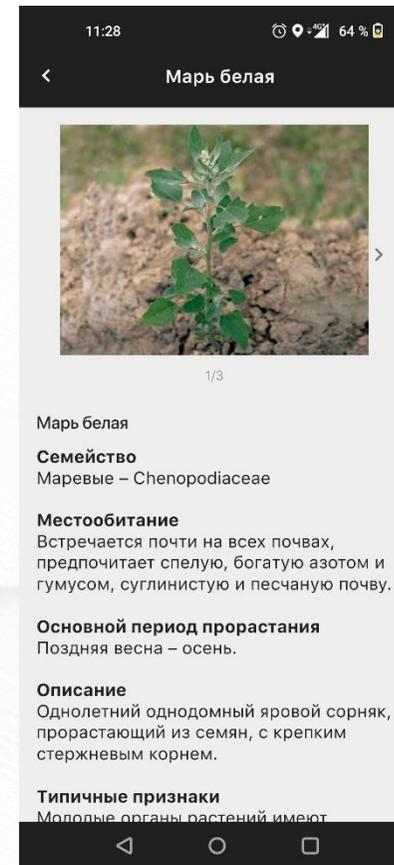 11:28 4G 64 %
Марь белая
1/3
Марь белая
Семейство
Маревые – Chenopodiaceae
Местообитание
Встречается почти на всех почвах,
предпочитает спелую, богатую азотом и
гумусом, суглинистую и песчаную почву.
Основной период прорастания
Поздняя весна – осень.
Описание
Однолетний однодомный яровой сорняк,
прорастающий из семян, с крепким
стержневым корнем.
Типичные признаки
Молодые органы растений имеют